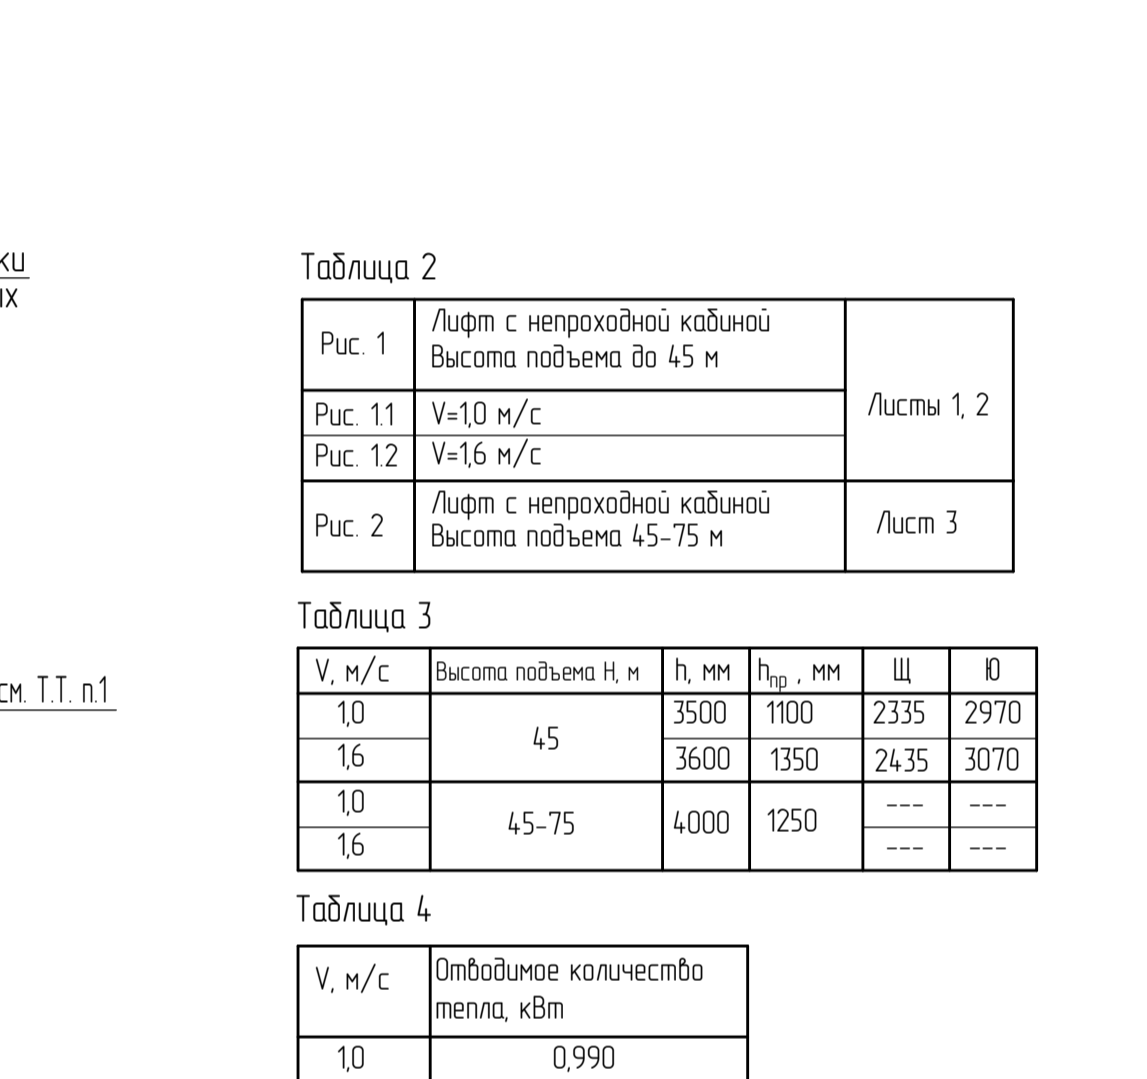 ки
ых
Таблица 2
Рис. 1
Лифт с непроходной кабиной
Высота подъема до 45 м
Листы 1, 2
Рис. 1.1 V=1,0 м/с
Рис. 1.2 V=1,6 м/с
Рис. 2
Лифт с непроходной кабиной
Высота подъема 45-75 м
Лист 3
Таблица 3
см. Т.Т. п.1
V, м/с Высота подъема Н, м h, мм hпр , мм Щ Ю
1,0 45 3500 1100 2335 2970
1,6 3600 1350 2435 3070
1,0 45-75 4000 1250 --- ---
1,6 --- ---
Таблица 4
V, м/с
Отводимое количество
тепла, кВт
1,0 0,990